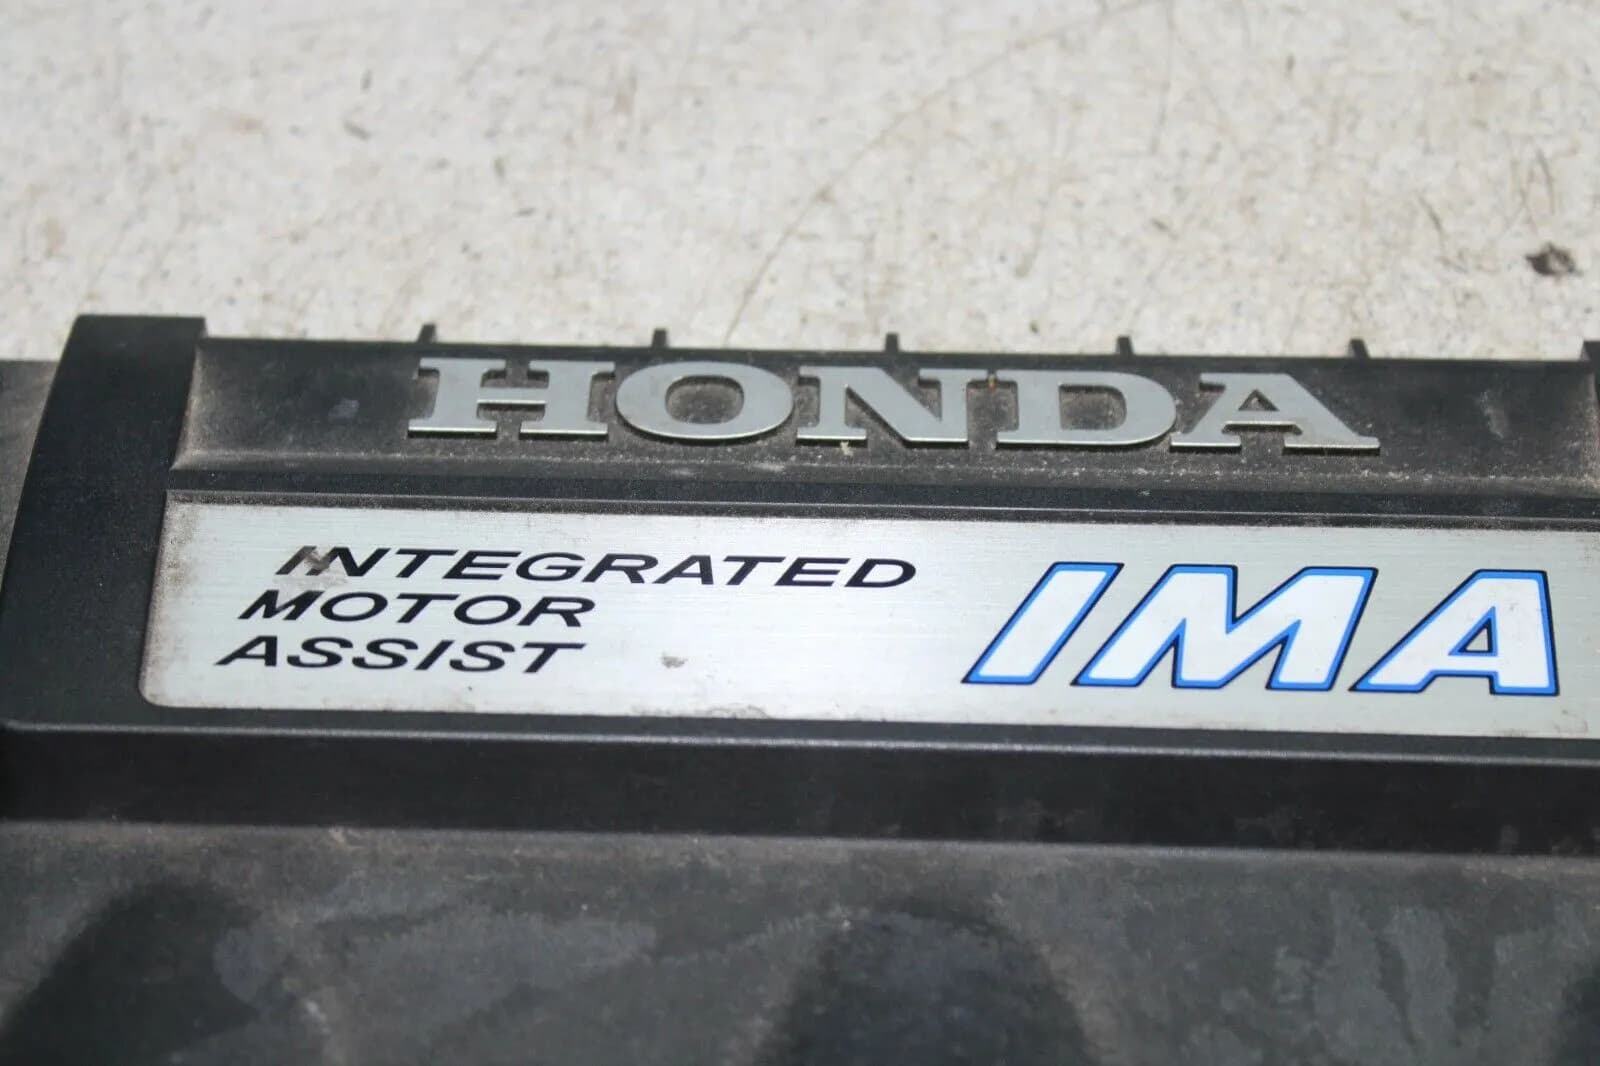 HONDA
INTEGRATED
MOTOR
ASSIST
IMA